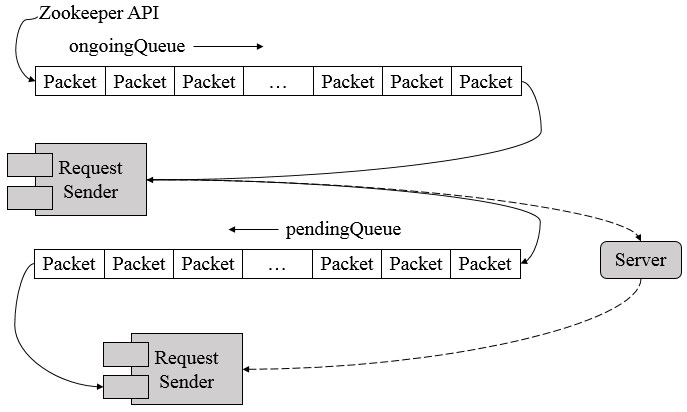 Zookeeper API
ongoingQueue
Packet Packet Packet … Packet Packet Packet
Request
Sender
pendingQueue
Server
Packet Packet Packet … Packet Packet Packet
Request
Sender